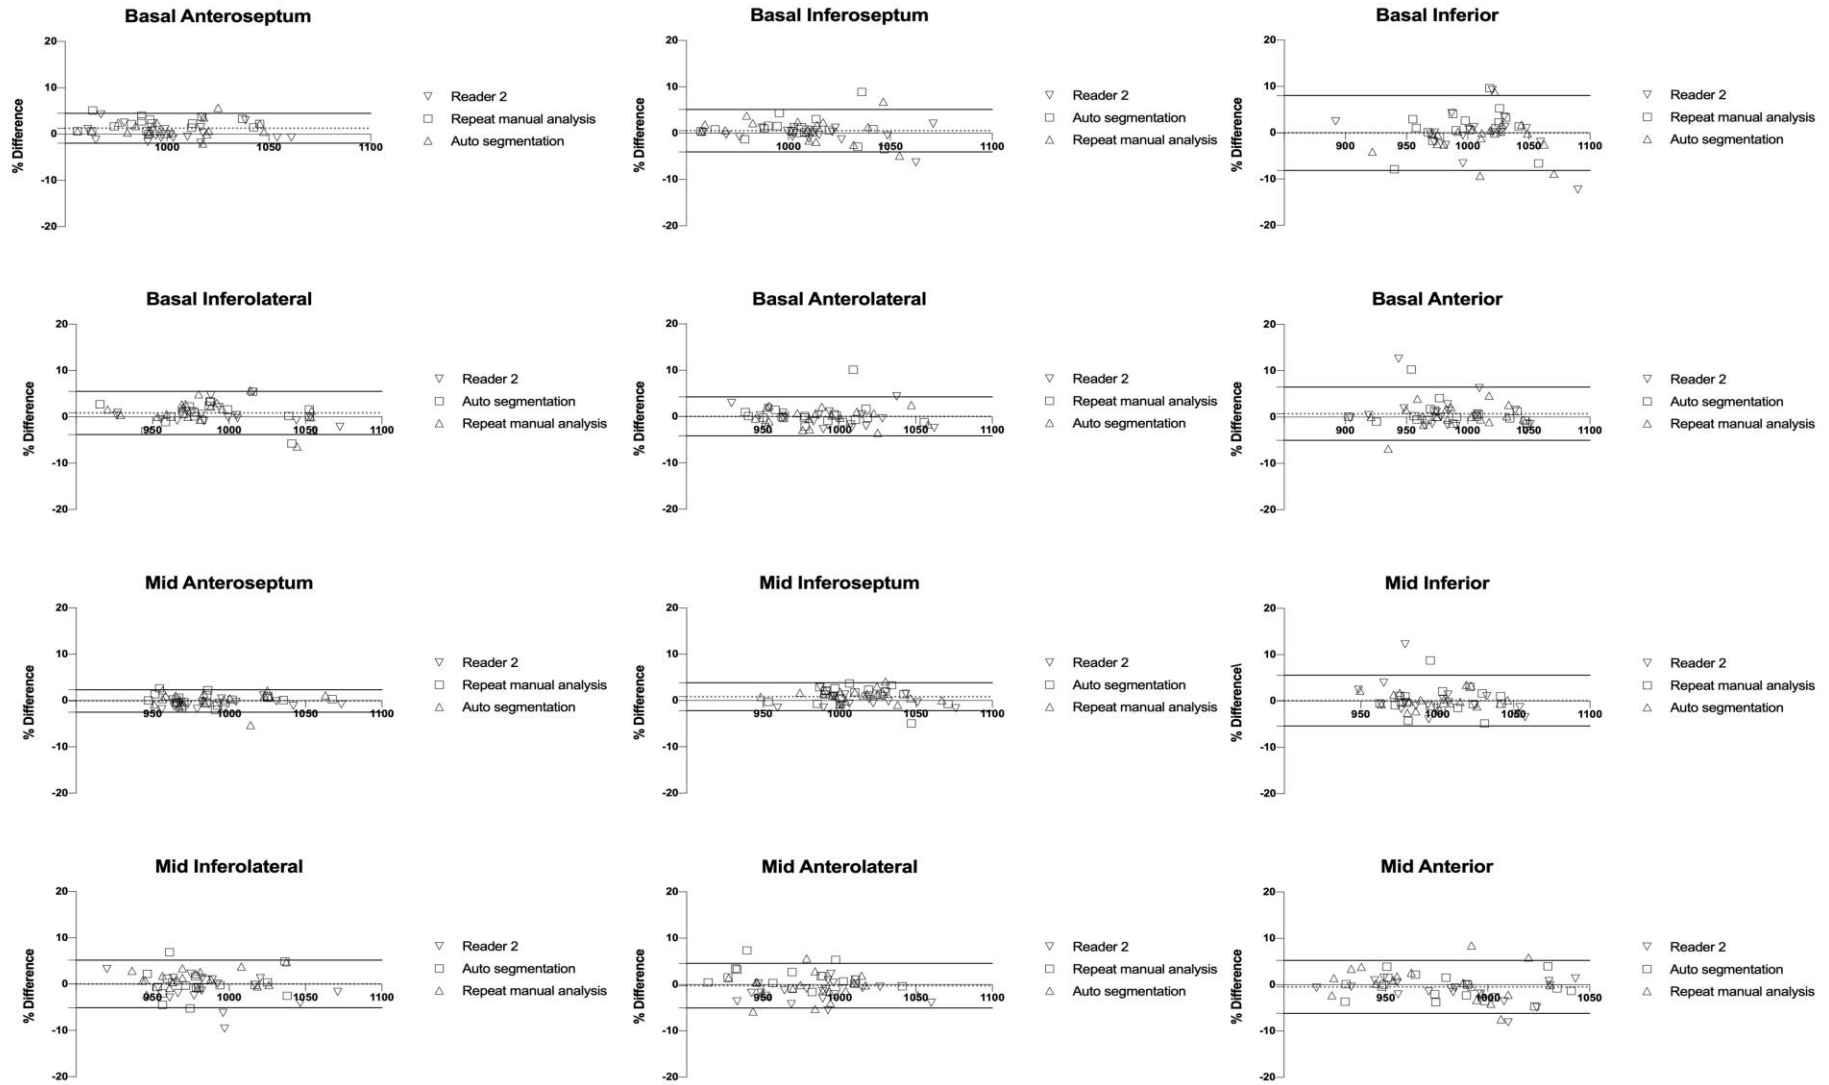 Basal Anteroseptum
20
10
0
-10
-20
% Difference
1000
1050
1100
Reader 2
Repeat manual analysis
Auto segmentation
Basal Inferoseptum
20
10
0
-10
-20
% Difference
1000
1050
1100
Reader 2
Auto segmentation
Repeat manual analysis
Basal Inferior
20
10
0
-10
-20
% Difference
900
950
1000
1050
1100
Reader 2
Repeat manual analysis
Auto segmentation
Basal Inferolateral
20
10
0
-10
-20
% Difference
950
1000
1050
1100
Reader 2
Auto segmentation
Repeat manual analysis
Basal Anterolateral
20
10
0
-10
-20
% Difference
950
1000
1050
1100
Reader 2
Repeat manual analysis
Auto segmentation
Basal Anterior
20
10
0
-10
-20
% Difference
900
950
1000
1050
1100
Reader 2
Auto segmentation
Repeat manual analysis
Mid Anteroseptum
20
10
0
-10
-20
% Difference
950
1000
1050
1100
Reader 2
Repeat manual analysis
Auto segmentation
Mid Inferoseptum
20
10
0
-10
-20
% Difference
950
1000
1050
1100
Reader 2
Auto segmentation
Repeat manual analysis
Mid Inferior
20
10
0
-10
-20
% Difference\
950
1000
1050
1100
Reader 2
Repeat manual analysis
Auto segmentation
Mid Inferolateral
20
10
0
-10
-20
% Difference
950
1000
1050
1100
Reader 2
Auto segmentation
Repeat manual analysis
Mid Anterolateral
20
10
0
-10
-20
% Difference
950
1000
1050
1100
Reader 2
Repeat manual analysis
Auto segmentation
Mid Anterior
20
10
0
-10
-20
% Difference
950
1000
1050
Reader 2
Auto segmentation
Repeat manual analysis